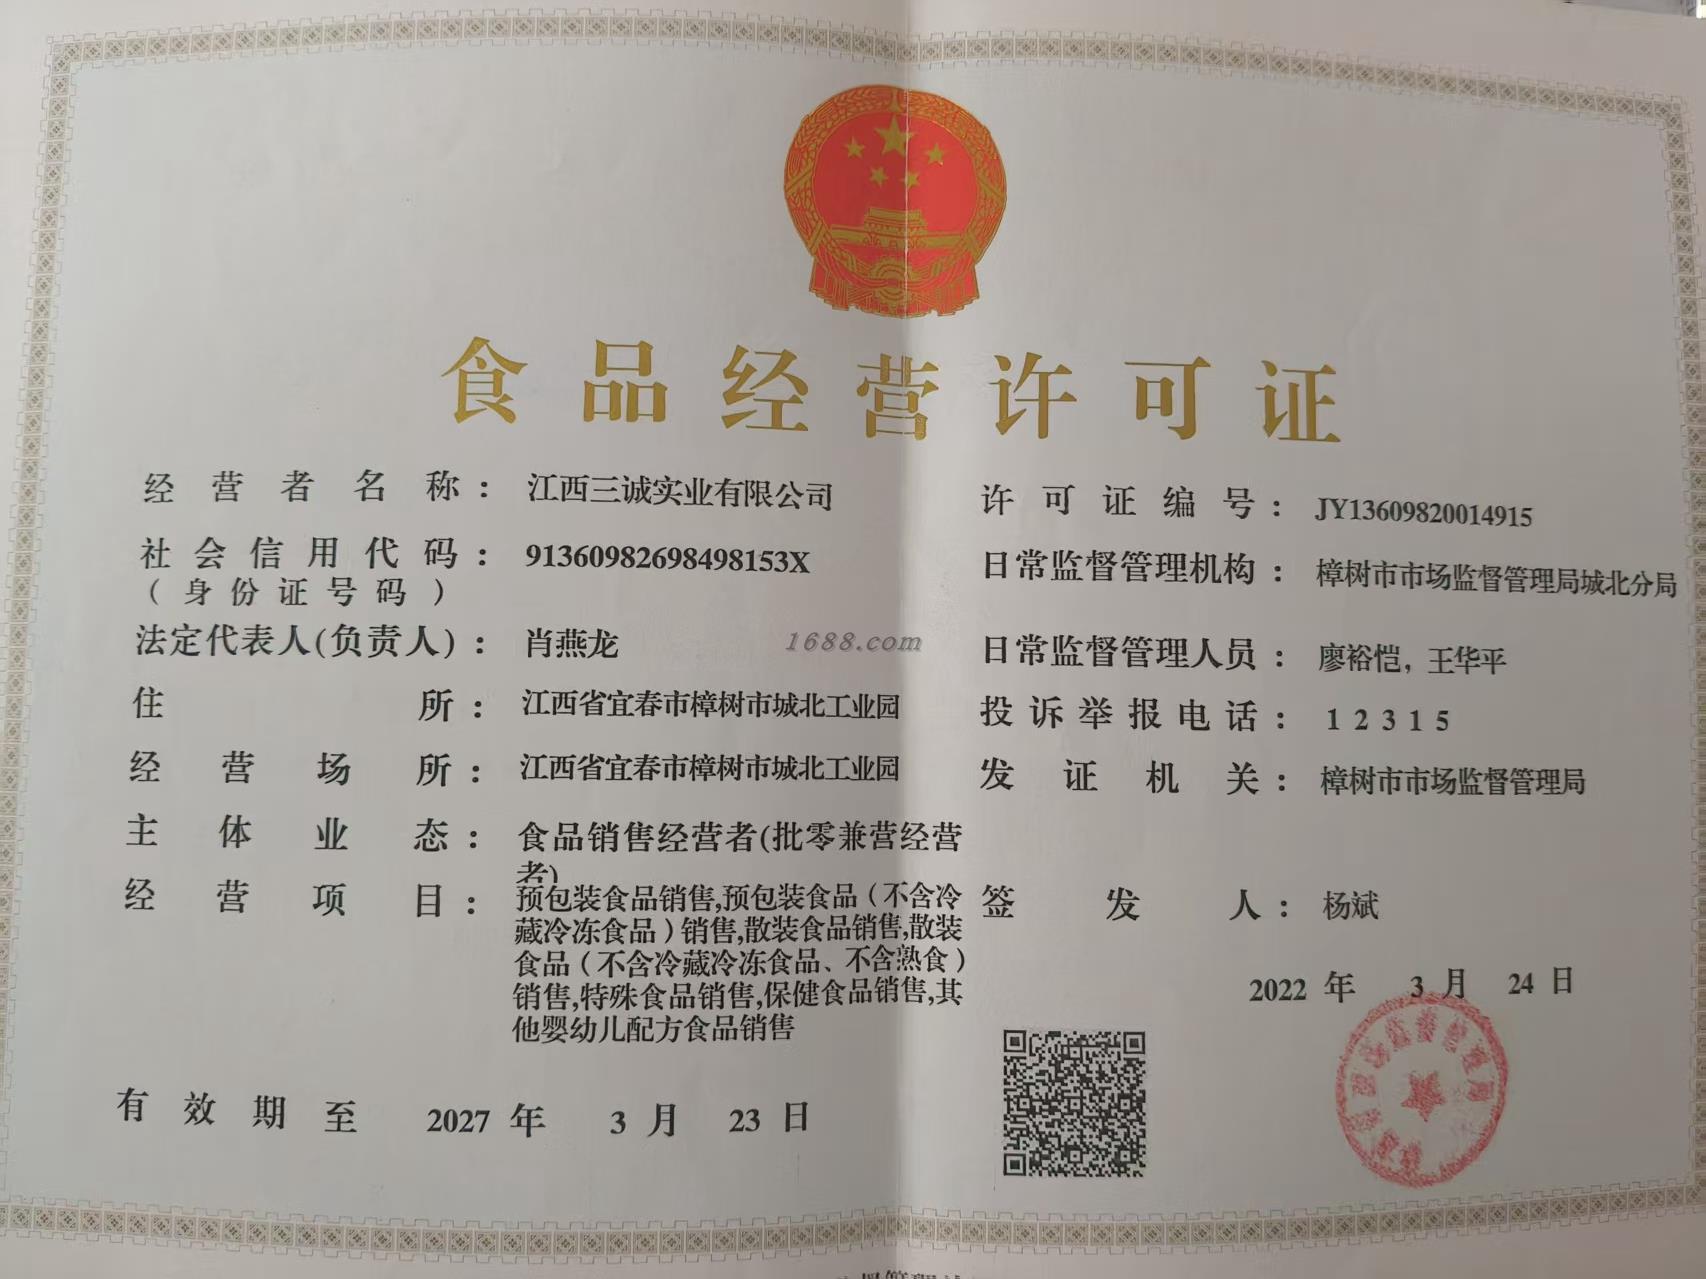 食品经营许可证
经营者名称：江西三诚实业有限公司
社会信用代码：91360982698498153X
（身份证号码）
法定代表人(负责人)：肖燕龙
住所：江西省宜春市樟树市城北工业园
经营场所：江西省宜春市樟树市城北工业园
主体业态：食品销售经营者(批零兼营经营
者)
经营项目：预包装食品销售,预包装食品（不含冷
藏冷冻食品）销售,散装食品销售,散装
食品（不含冷藏冷冻食品、不含熟食）
销售,特殊食品销售,保健食品销售,其
他婴幼儿配方食品销售
有效期至 2027 年 3 月 23 日
许可证编号：JY13609820014915
日常监督管理机构：樟树市市场监督管理局城北分局
日常监督管理人员：廖裕恺，王华平
投诉举报电话：12315
发证机关：樟树市市场监督管理局
签发人：杨斌
2022 年 3 月 24 日
1688.com